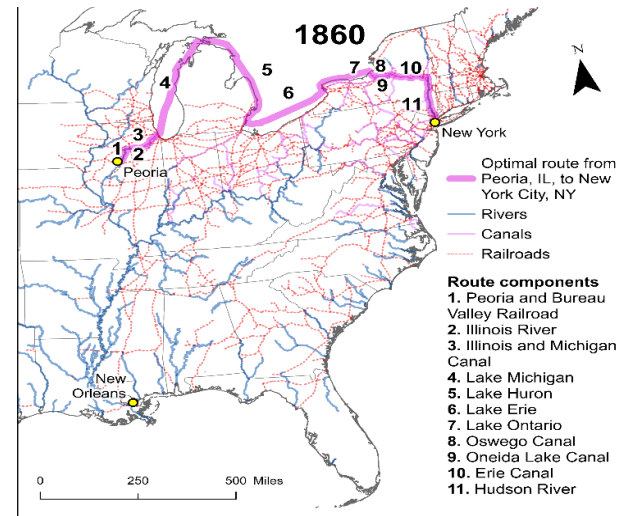 1860
N
4
5
6
7
8
9
10
11
3
1
2
Peoria
New York
New
Orleans
0 250 500 Miles
Optimal route from
Peoria, IL, to New
York City, NY
Rivers
Canals
Railroads
Route components
1. Peoria and Bureau
Valley Railroad
2. Illinois River
3. Illinois and Michigan
Canal
4. Lake Michigan
5. Lake Huron
6. Lake Erie
7. Lake Ontario
8. Oswego Canal
9. Oneida Lake Canal
10. Erie Canal
11. Hudson River